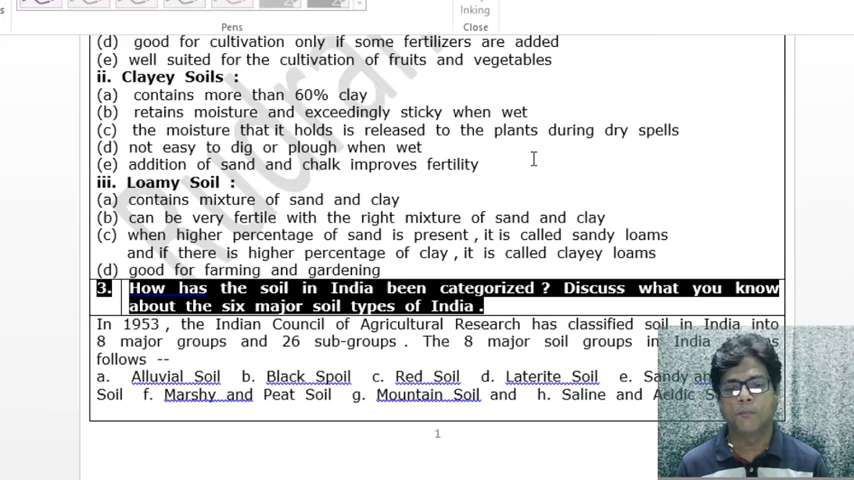 Inking
Pens
Close
(d) good for cultivation only if some fertilizers are added
(e) well suited for the cultivation of fruits and vegetables
ii. Clayey Soils :
(a) contains more than 60% clay
(b) retains moisture and exceedingly sticky when wet
(c) the moisture that it holds is released to the plants during dry spells
(d) not easy to dig or plough when wet
(e) addition of sand and chalk improves fertility
iii. Loamy Soil :
(a) contains mixture of sand and clay
(b) can be very fertile with the right mixture of sand and clay
(c) when higher percentage of sand is present , it is called sandy loams
and if there is higher percentage of clay , it is called clayey loams
(d) good for farming and gardening
3. How has the soil in India been categorized ? Discuss what you know
about the six major soil types of India .
In 1953 , the Indian Council of Agricultural Research has classified soil in India into
8 major groups and 26 sub-groups . The 8 major soil groups in India
follows --
a. Alluvial Soil b. Black Spoil c. Red Soil d. Laterite Soil e. Sandy
Soil f. Marshy and Peat Soil g. Mountain Soil and h. Saline and Acidic
1